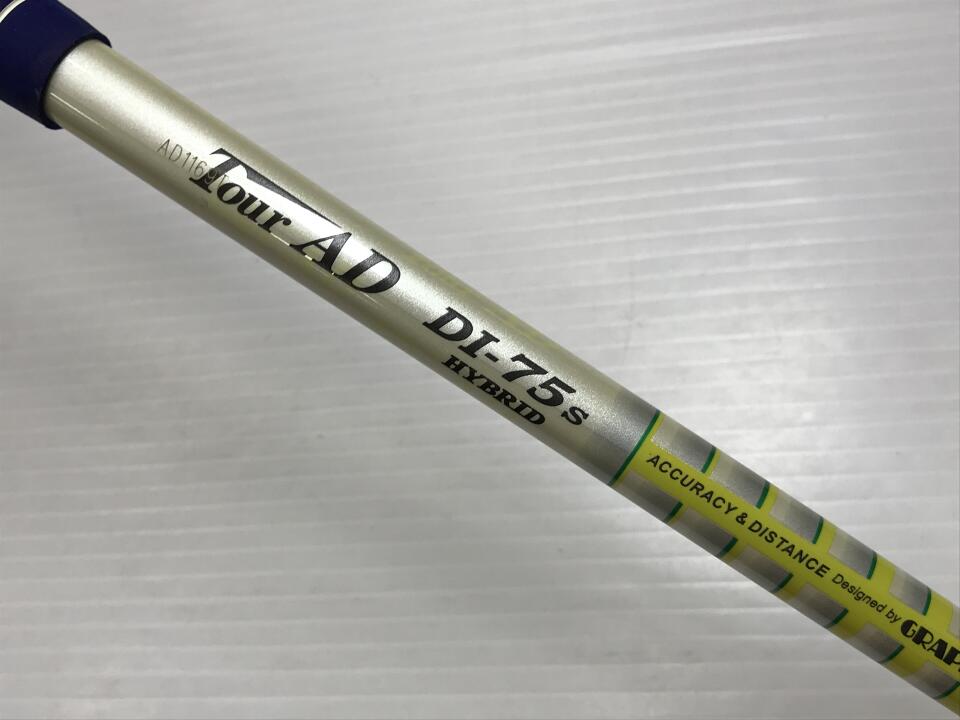 Tour AD
DI-75 S
HYBRID
ACCURACY & DISTANCE Designed by